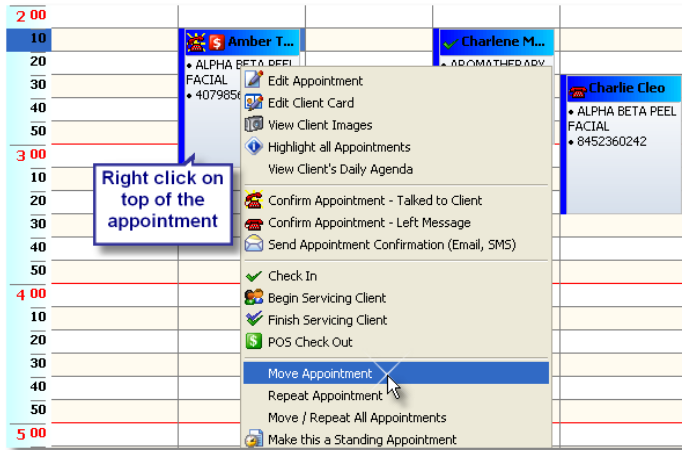 2 00
10
20
30
40
50
3 00
10
20
30
40
50
4 00
10
20
30
40
50
5 00
Amber T...
• ALPHA BETA PEEL
FACIAL
• 4079856
Charlene M...
• AROMATHERAPY
Charlie Cleo
• ALPHA BETA PEEL
FACIAL
• 8452360242
Right click on
top of the
appointment
Edit Appointment
Edit Client Card
View Client Images
Highlight all Appointments
View Client's Daily Agenda
Confirm Appointment - Talked to Client
Confirm Appointment - Left Message
Send Appointment Confirmation (Email, SMS)
Check In
Begin Servicing Client
Finish Servicing Client
POS Check Out
Move Appointment
Repeat Appointment
Move / Repeat All Appointments
Make this a Standing Appointment